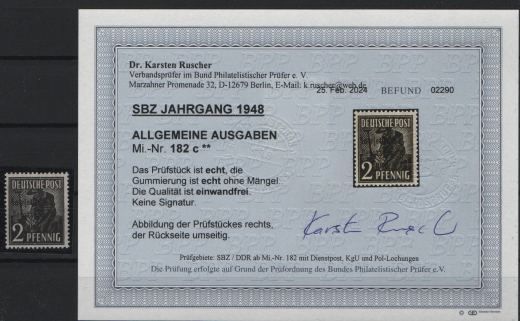 Dr. Karsten Ruscher
Verbandsprüfer im Bund Philatelistischer Prüfer e. V.
Marzahner Promenade 32, D-12679 Berlin, E-Mail: k.ruscher@web.de
25. Feb. 2024 BEFUND 02290
SBZ JAHRGANG 1948
ALLGEMEINE AUSGABEN
Mi.-Nr. 182 c **
Das Prüfstück ist echt, die
Gummierung ist echt ohne Mängel.
Die Qualität ist einwandfrei.
Keine Signatur.
Abbildung der Prüfstückes rechts,
der Rückseite umseitig.
DEUTSCHE POST
2 PFENNIG
Karsten Ruscher
Prüfgebiete: SBZ / DDR ab Mi.-Nr. 182 mit Dienstpost, KgU und Pol-Lochungen
Die Prüfung erfolgte auf Grund der Prüfordnung des Bundes Philatelistischer Prüfer e.V.
DEUTSCHE POST
2 PFENNIG